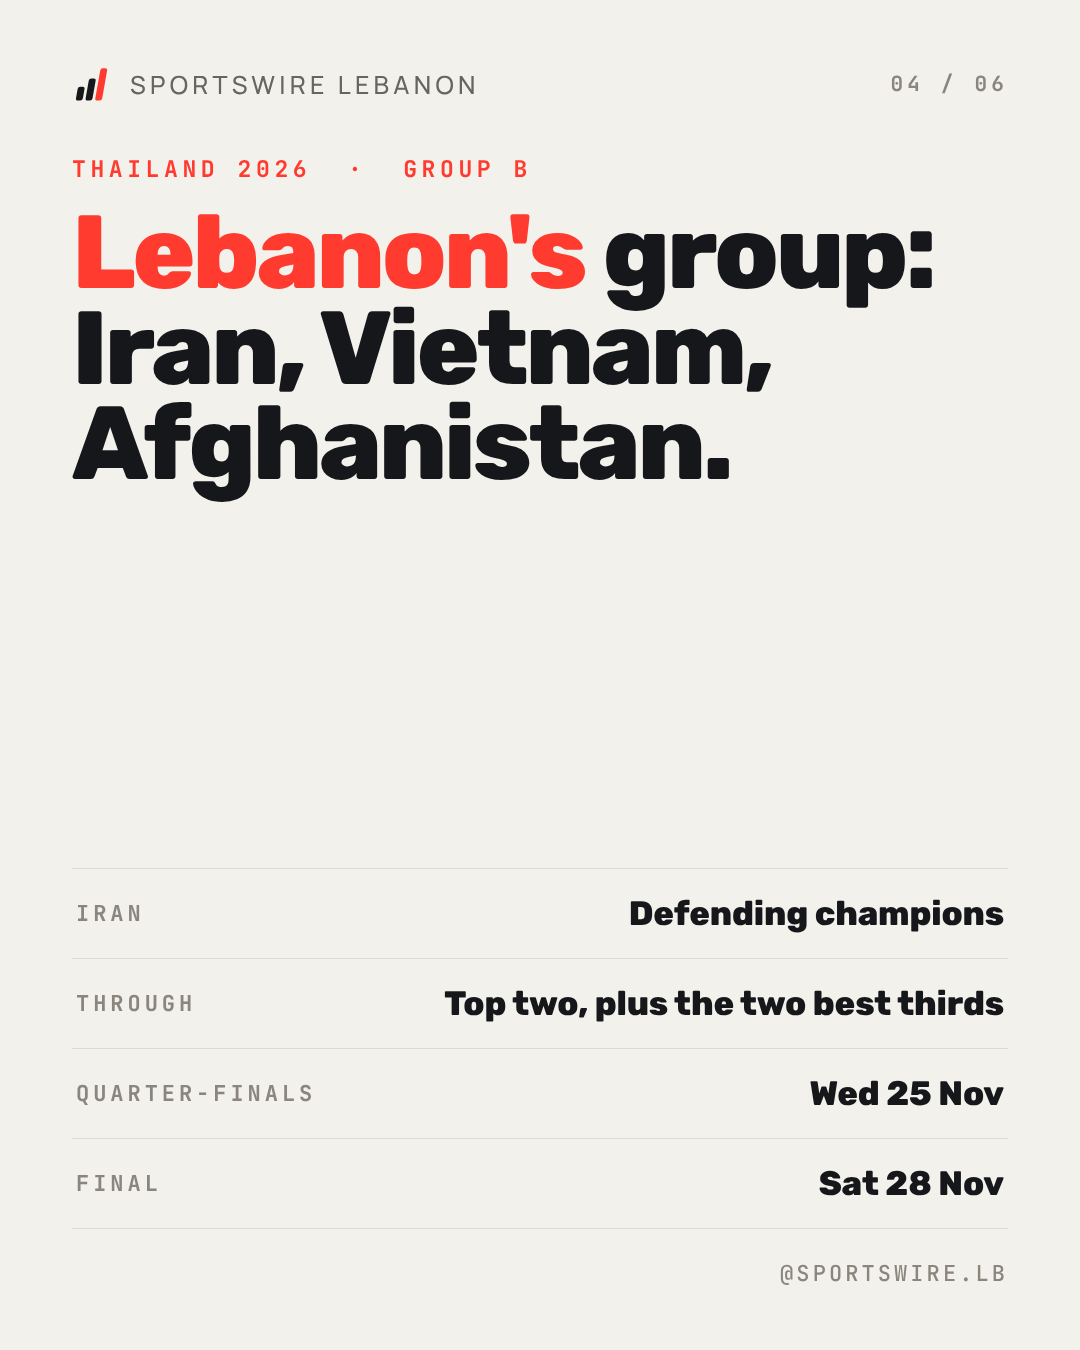 SPORTSWIRE LEBANON
04 / 06
THAILAND 2026 · GROUP B
Lebanon's group:
Iran, Vietnam,
Afghanistan.
IRAN
Defending champions
THROUGH
Top two, plus the two best thirds
QUARTER-FINALS
Wed 25 Nov
FINAL
Sat 28 Nov
@SPORTSWIRE.LB